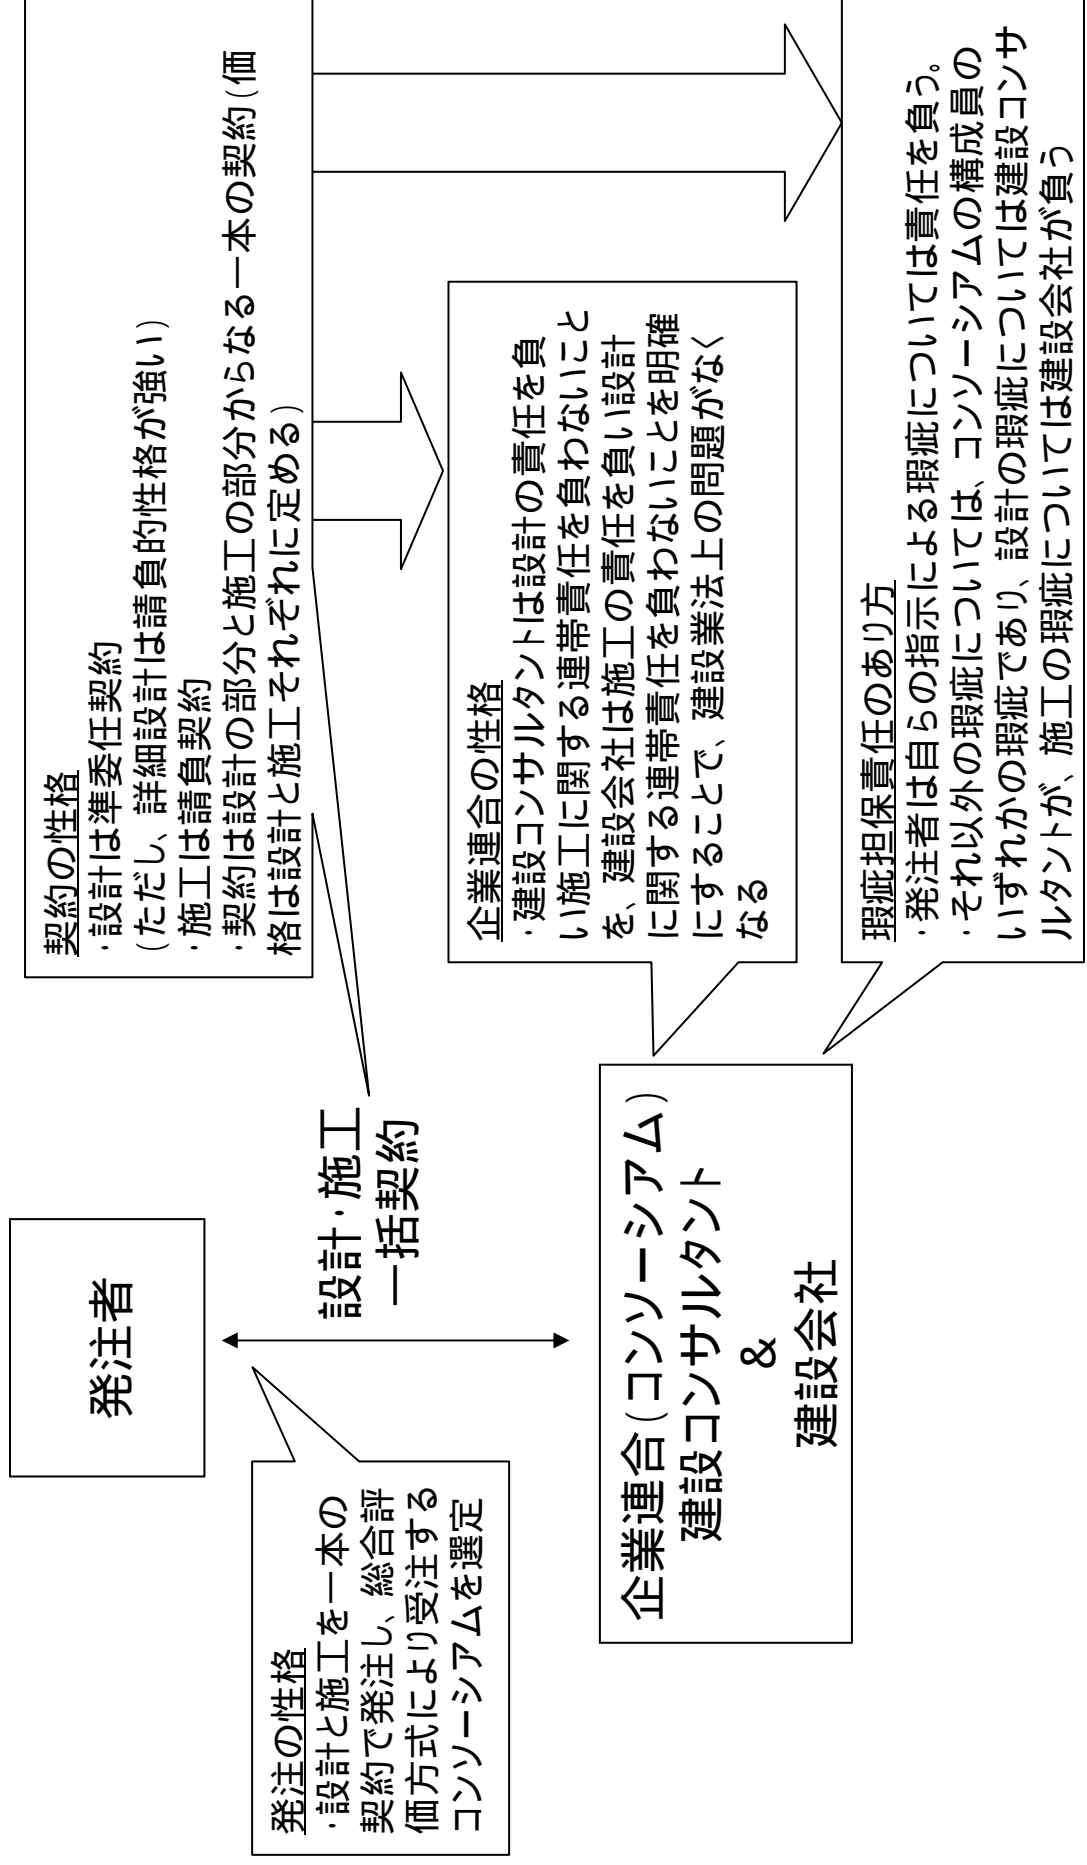 発注者
発注の性格
・設計と施工を一本の
契約で発注し、総合評
価方式により受注する
コンソーシアムを選定
設計・施工
一括契約
企業連合(コンソーシアム)
建設コンサルタント
&
建設会社
契約の性格
・設計は準委任契約
(ただし、詳細設計は請負的性格が強い)
・施工は請負契約
・契約は設計の部分と施工の部分からなる一本の契約(価
格は設計と施工それぞれに定める)
企業連合の性格
・建設コンサルタントは設計の責任を負
い施工に関する連帯責任を負わないこと
を、建設会社は施工の責任を負い設計
に関する連帯責任を負わないことを明確
にすることで、建設業法上の問題がなく
なる
瑕疵担保責任のあり方
・発注者は自らの指示による瑕疵については責任を負う。
・それ以外の瑕疵については、コンソーシアムの構成員の
いずれかの瑕疵であり、設計の瑕疵については建設コンサ
ルタントが、施工の瑕疵については建設会社が負う